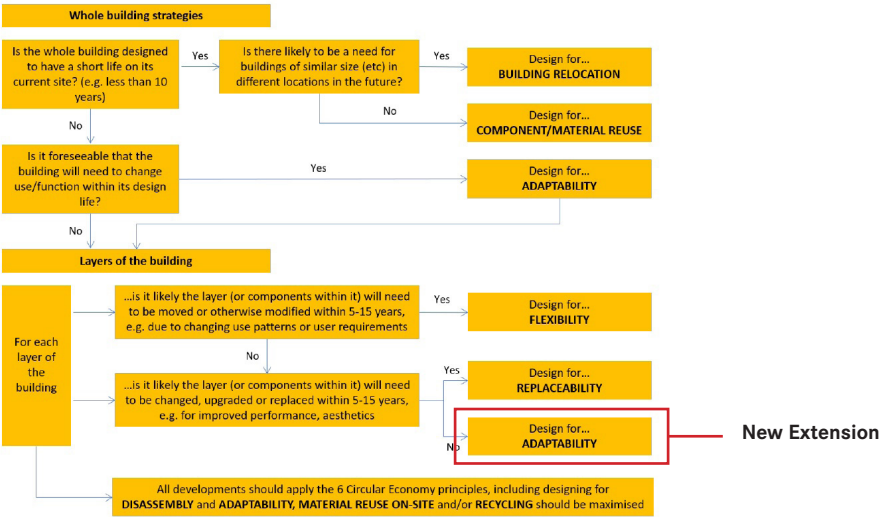 Whole building strategies
Is the whole building designed
to have a short life on its
current site? (e.g. less than 10
years)
Yes
Is there likely to be a need for
buildings of similar size (etc) in
different locations in the future?
Yes
Design for...
BUILDING RELOCATION
No
Design for...
COMPONENT/MATERIAL REUSE
No
Is it foreseeable that the
building will need to change
use/function within its design
life?
Yes
Design for...
ADAPTABILITY
No
Layers of the building
For each
layer of
the
building
...is it likely the layer (or components within it) will need
to be moved or otherwise modified within 5-15 years,
e.g. due to changing use patterns or user requirements
Yes
Design for...
FLEXIBILITY
No
...is it likely the layer (or components within it) will need
to be changed, upgraded or replaced within 5-15 years,
e.g. for improved performance, aesthetics
Yes
Design for...
REPLACEABILITY
No
Design for...
ADAPTABILITY
New Extension
All developments should apply the 6 Circular Economy principles, including designing for
DISASSEMBLY and ADAPTABILITY, MATERIAL REUSE ON-SITE and/or RECYCLING should be maximised